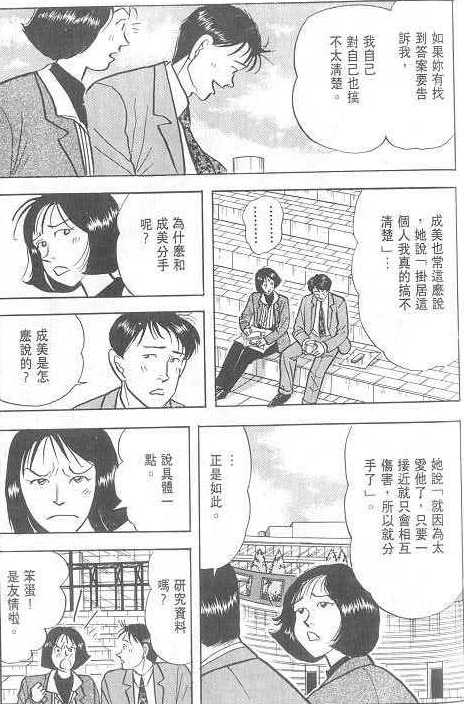 如果妳有找
到答案要告
訴我，
我自己
對自己也搞
不太清楚。
成美也常這麼說
，她說「掛居這
個人我真的搞不
清楚」…
………
………
為什麼和
成美分手
呢？
成美是怎
麼說的？
她說「就因為太
愛他了，只要一
接近就只會相互
傷害，所以就分
手了」。
…
正是如此。
說具體一
點。
研究資料
嗎？
笨蛋！
是友情啦。